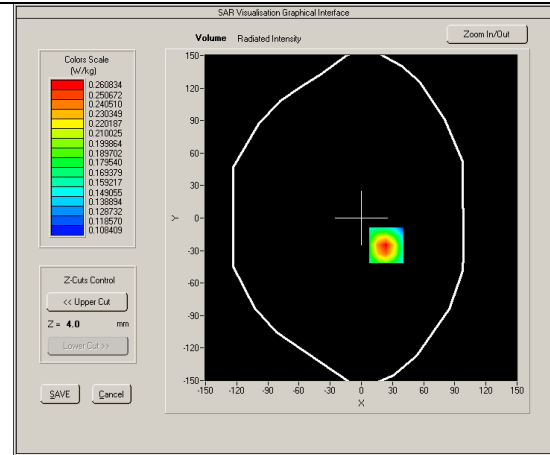 SAR Visualisation Graphical Interface
Volume Radiated Intensity
Zoom In/Out
Colors Scale
(W/kg)
0.260834
0.250672
0.240510
0.230349
0.220187
0.210025
0.199864
0.189702
0.179540
0.169379
0.159217
0.149055
0.138894
0.128732
0.118570
0.108409
Z-Cuts Control
<< Upper Cut
Z = 4.0 mm
Lower Cut >>
SAVE Cancel
150
120
90
60
30
0
-30
-60
-90
-120
-150
Y
-150 -120 -90 -60 -30 0 30 60 90 120 150
X